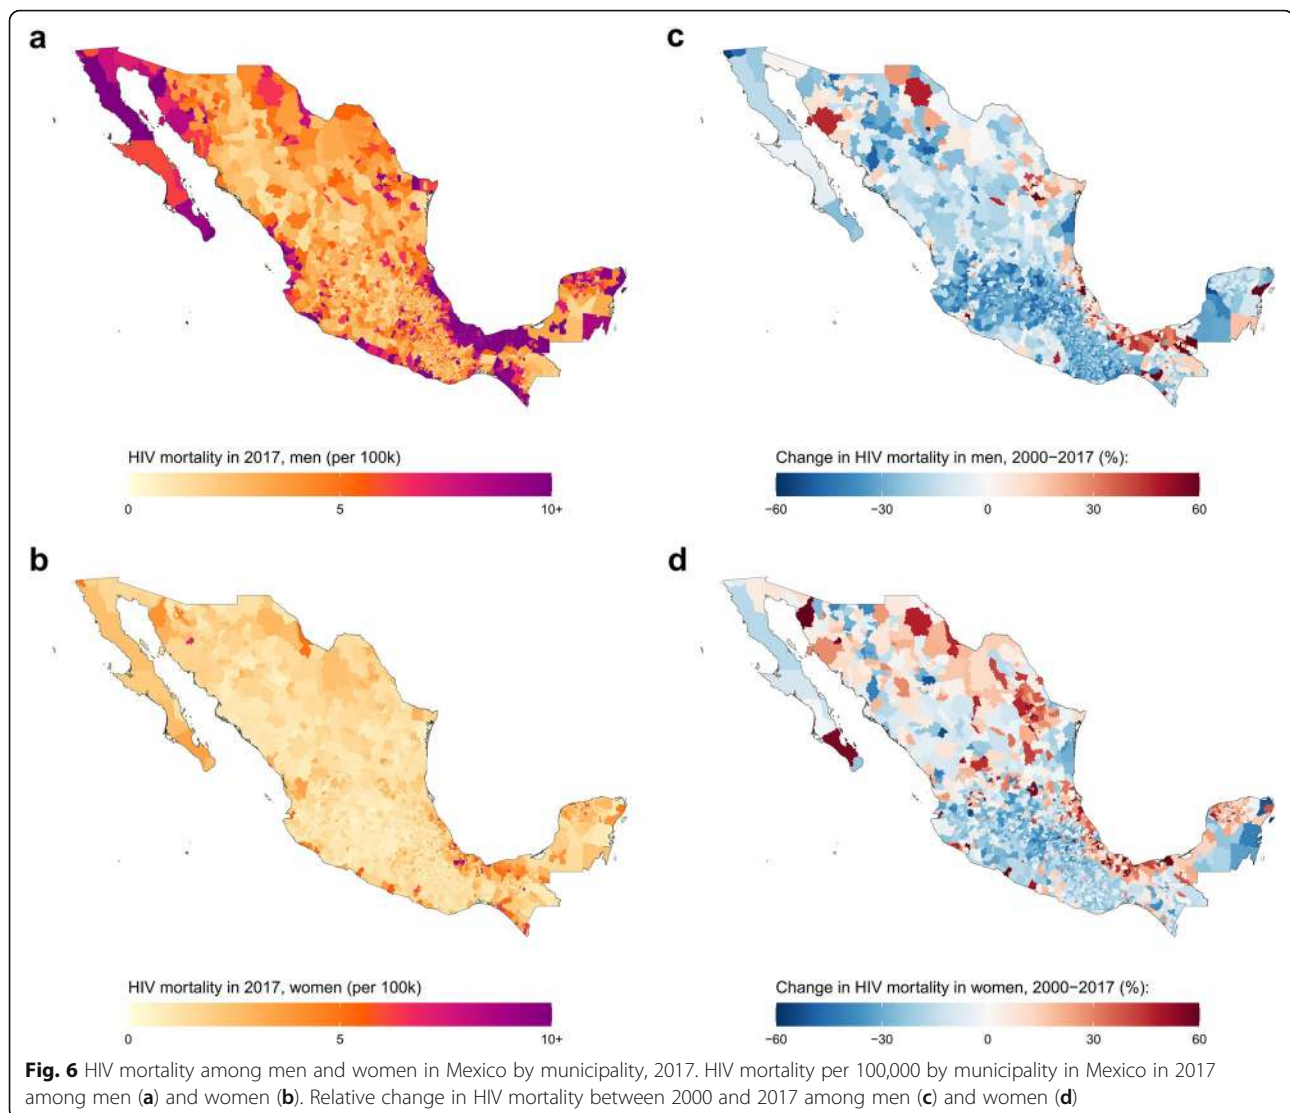 a
c
HIV mortality in 2017, men (per 100k)
0 5 10+
Change in HIV mortality in men, 2000−2017 (%):
−60 −30 0 30 60
b
d
HIV mortality in 2017, women (per 100k)
0 5 10+
Change in HIV mortality in women, 2000−2017 (%):
−60 −30 0 30 60
Fig. 6 HIV mortality among men and women in Mexico by municipality, 2017. HIV mortality per 100,000 by municipality in Mexico in 2017
among men (a) and women (b). Relative change in HIV mortality between 2000 and 2017 among men (c) and women (d)